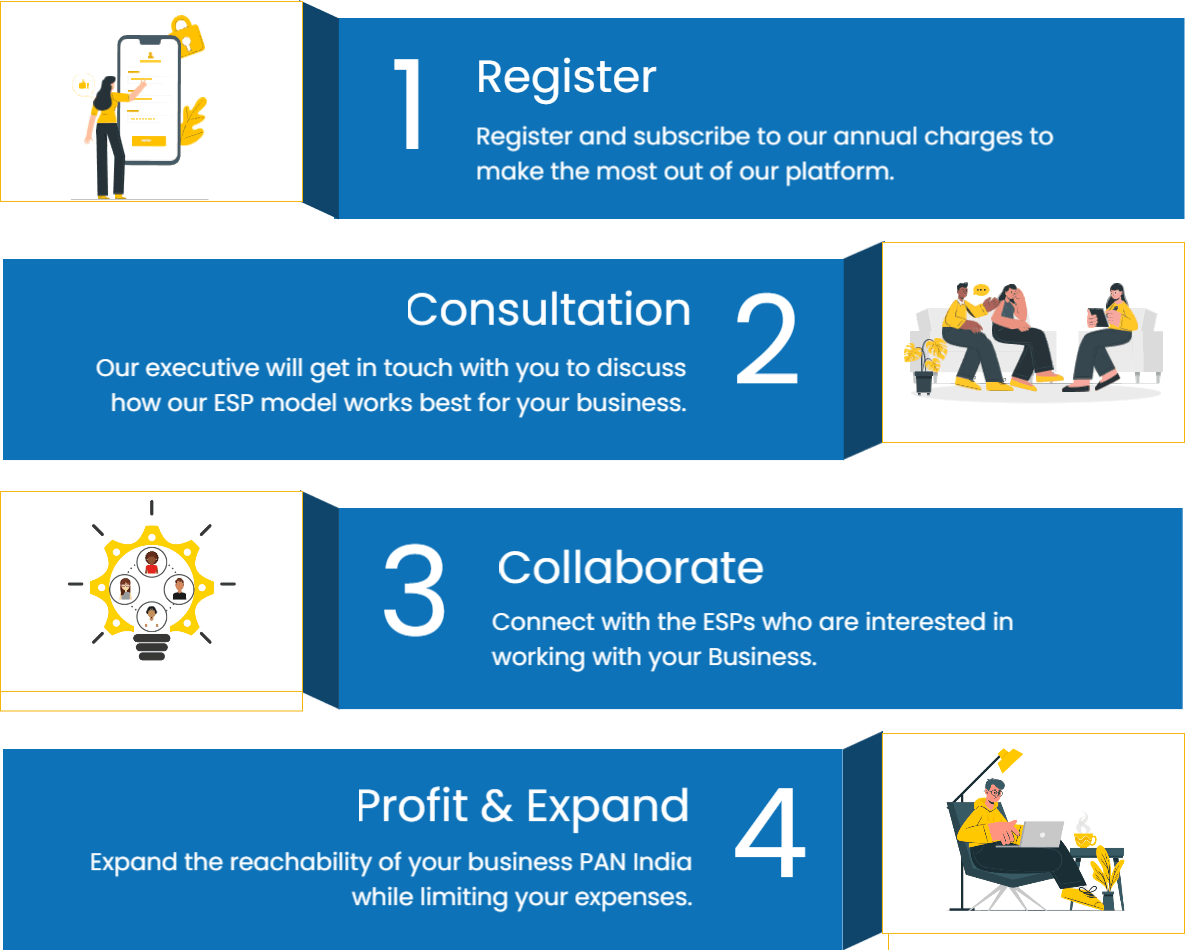 1
Register
Register and subscribe to our annual charges to
make the most out of our platform.
Consultation
2
Our executive will get in touch with you to discuss
how our ESP model works best for your business.
3
Collaborate
Connect with the ESPs who are interested in
working with your Business.
Profit & Expand
4
Expand the reachability of your business PAN India
while limiting your expenses.